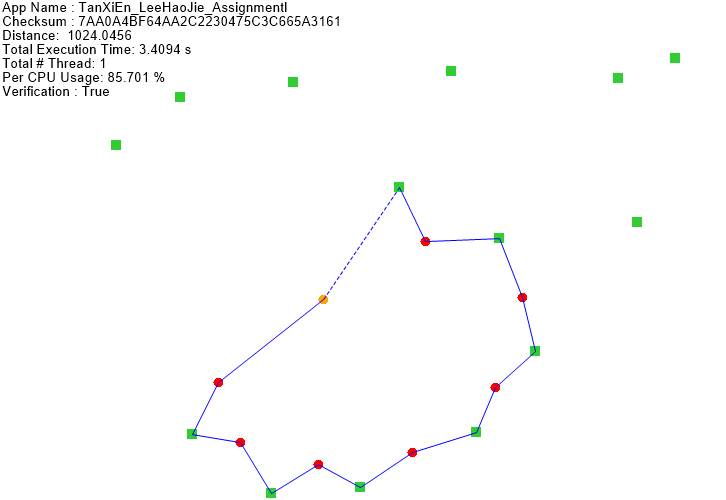 App Name : TanXiEn_LeeHaoJie_AssignmentI
Checksum : 7AA0A4BF64AA2C2230475C3C665A3161
Distance:  1024.0456
Total Execution Time: 3.4094 s
Total # Thread: 1
Per CPU Usage: 85.701 %
Verification : True